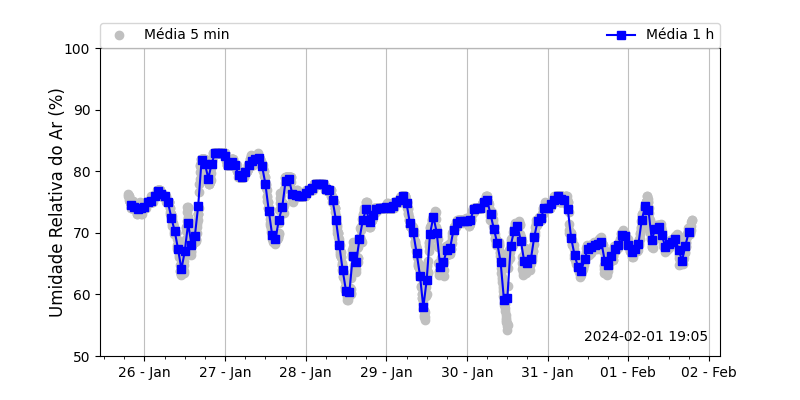 Média 5 min
Média 1 h
Umidade Relativa do Ar (%)
100
90
80
70
60
50
2024-02-01 19:05
26 - Jan
27 - Jan
28 - Jan
29 - Jan
30 - Jan
31 - Jan
01 - Feb
02 - Feb